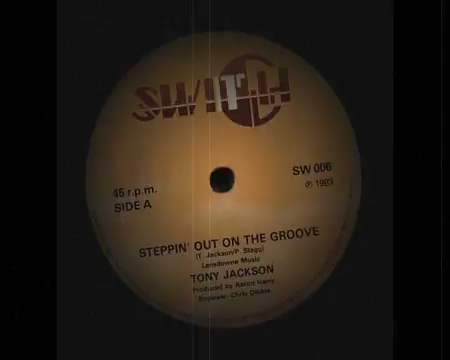 SWITCH
45 r.p.m.
SIDE A
SW 006
℗ 1983
STEPPIN' OUT ON THE GROOVE
(T. Jackson/P. Stagg)
Lansdowne Music
TONY JACKSON
Produced by Aaron Harry
Engineer-Chris Dibble